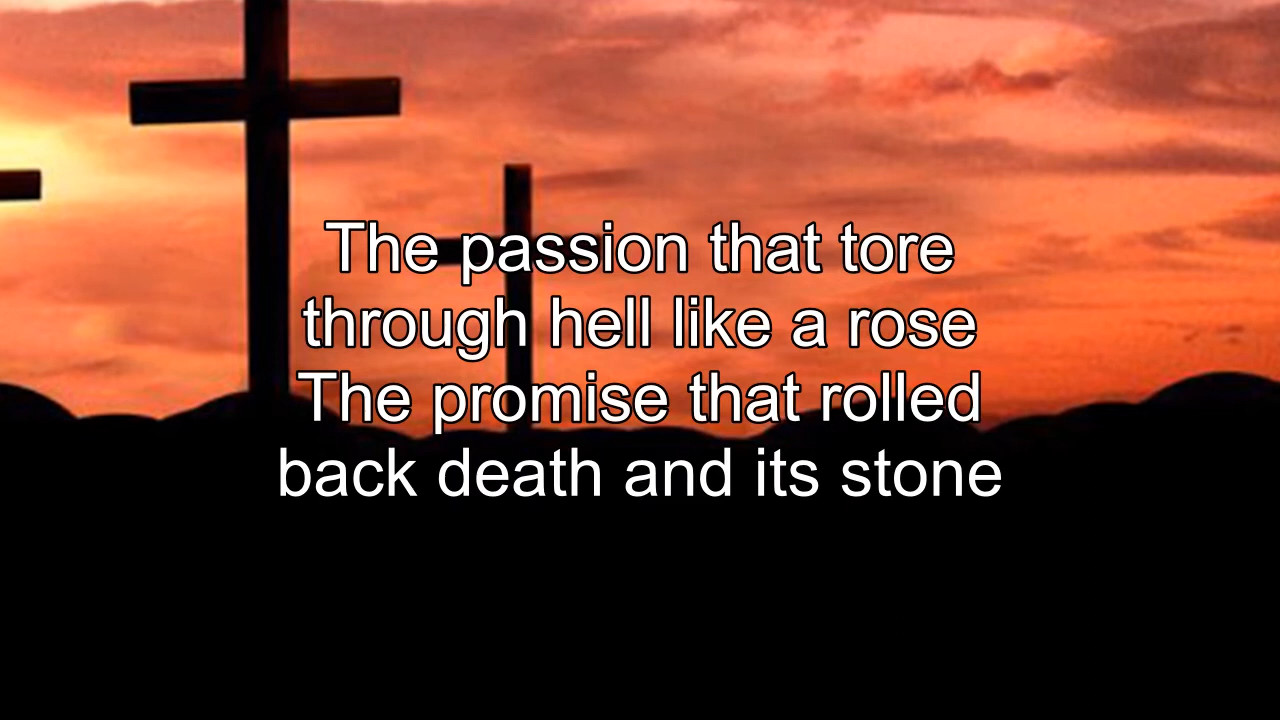 The passion that tore
through hell like a rose
The promise that rolled
back death and its stone